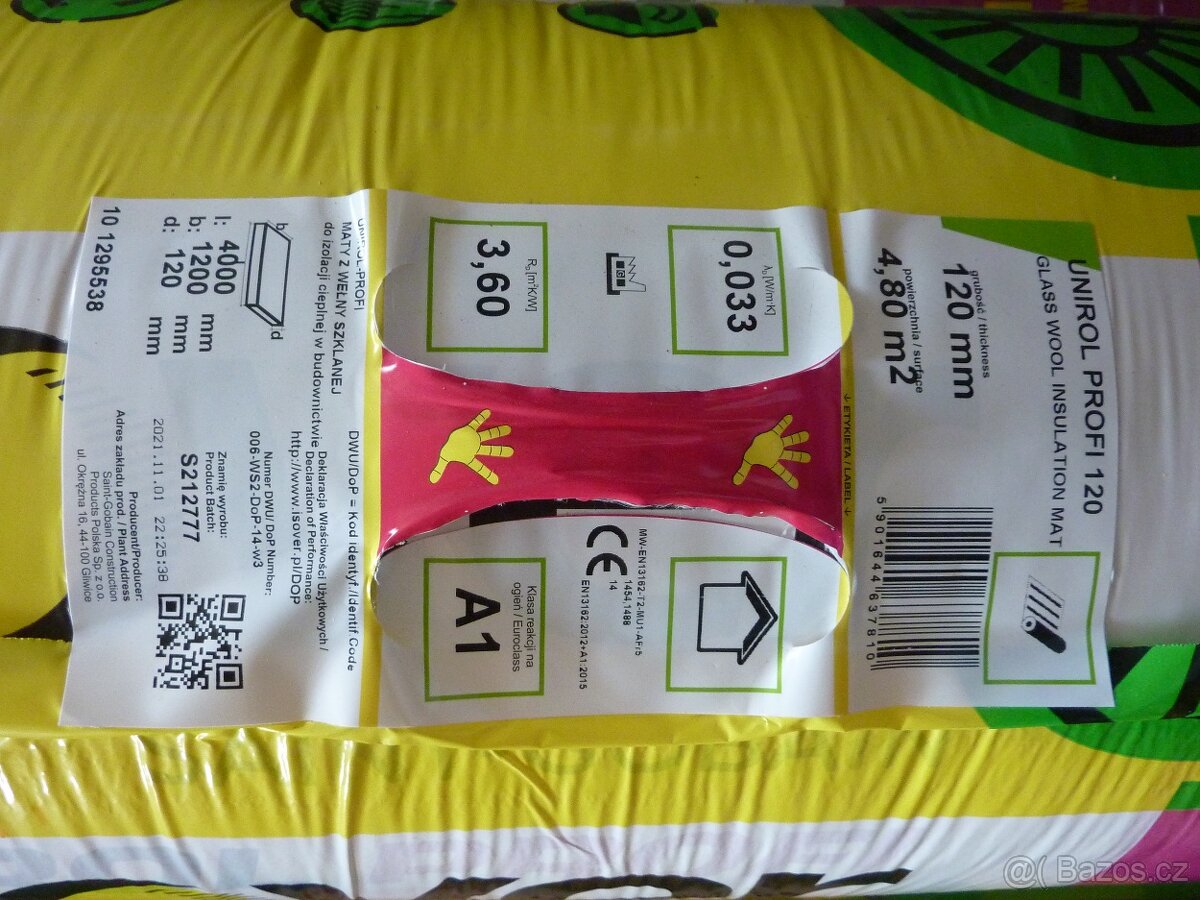 UNIROL PROFI 120
GLASS WOOL INSULATION MAT
grubość / thickness
120 mm
powierzchnia / surface
4,80 m2
5 901644 637810
↓ ETYKIETA / LABEL ↓
λD [W/m·K]
0,033
RD [m²K/W]
3,60
MW-EN13162-T2-MU1-AFr5
1454,1488
14
EN13162:2012+A1:2015
CE
Klasa reakcji na
ogień / Euroclass
A1
UNIROL-PROFI
MATY Z WEŁNY SZKLANEJ
do izolacji cieplnej w budownictwie
b
d
l: 4000 mm
b: 1200 mm
d: 120 mm
10 1295538
DWU/DoP = Kod identyf./Identif.Code
Deklaracja Właściwości Użytkowych /
Declaration of Performance:
http://www.isover.pl/DOP
Numer DWU/ DoP Number:
006-WS2-DoP-14-w3
Znamię wyrobu:
Product Batch:
S212777
2021.11.01 22:25:38
Producent/Producer:
Adres zakładu prod. / Plant Address
Saint-Gobain Construction
Products Polska Sp. z o.o.
ul. Okrężna 16, 44-100 Gliwice
@( Bazos.cz